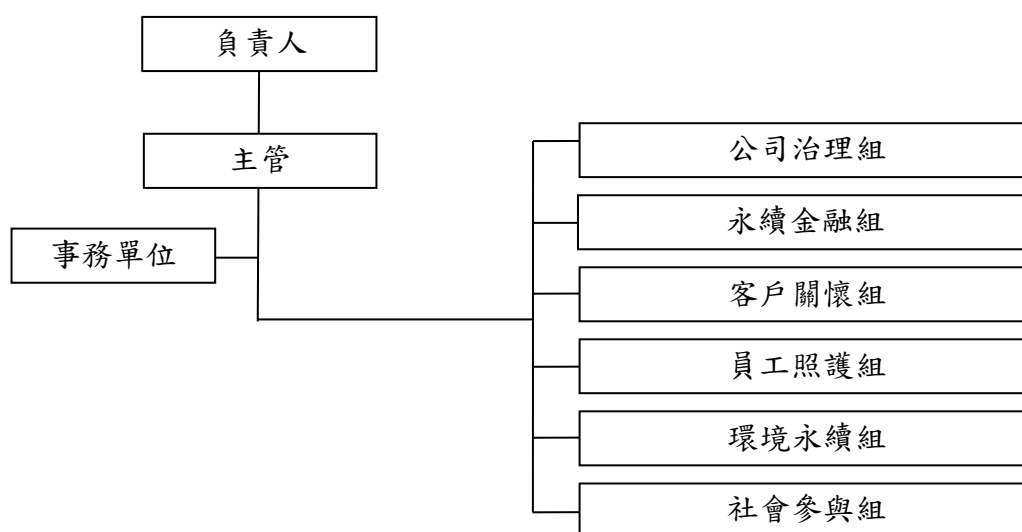 負責人
主管
事務單位
公司治理組
永續金融組
客戶關懷組
員工照護組
環境永續組
社會參與組